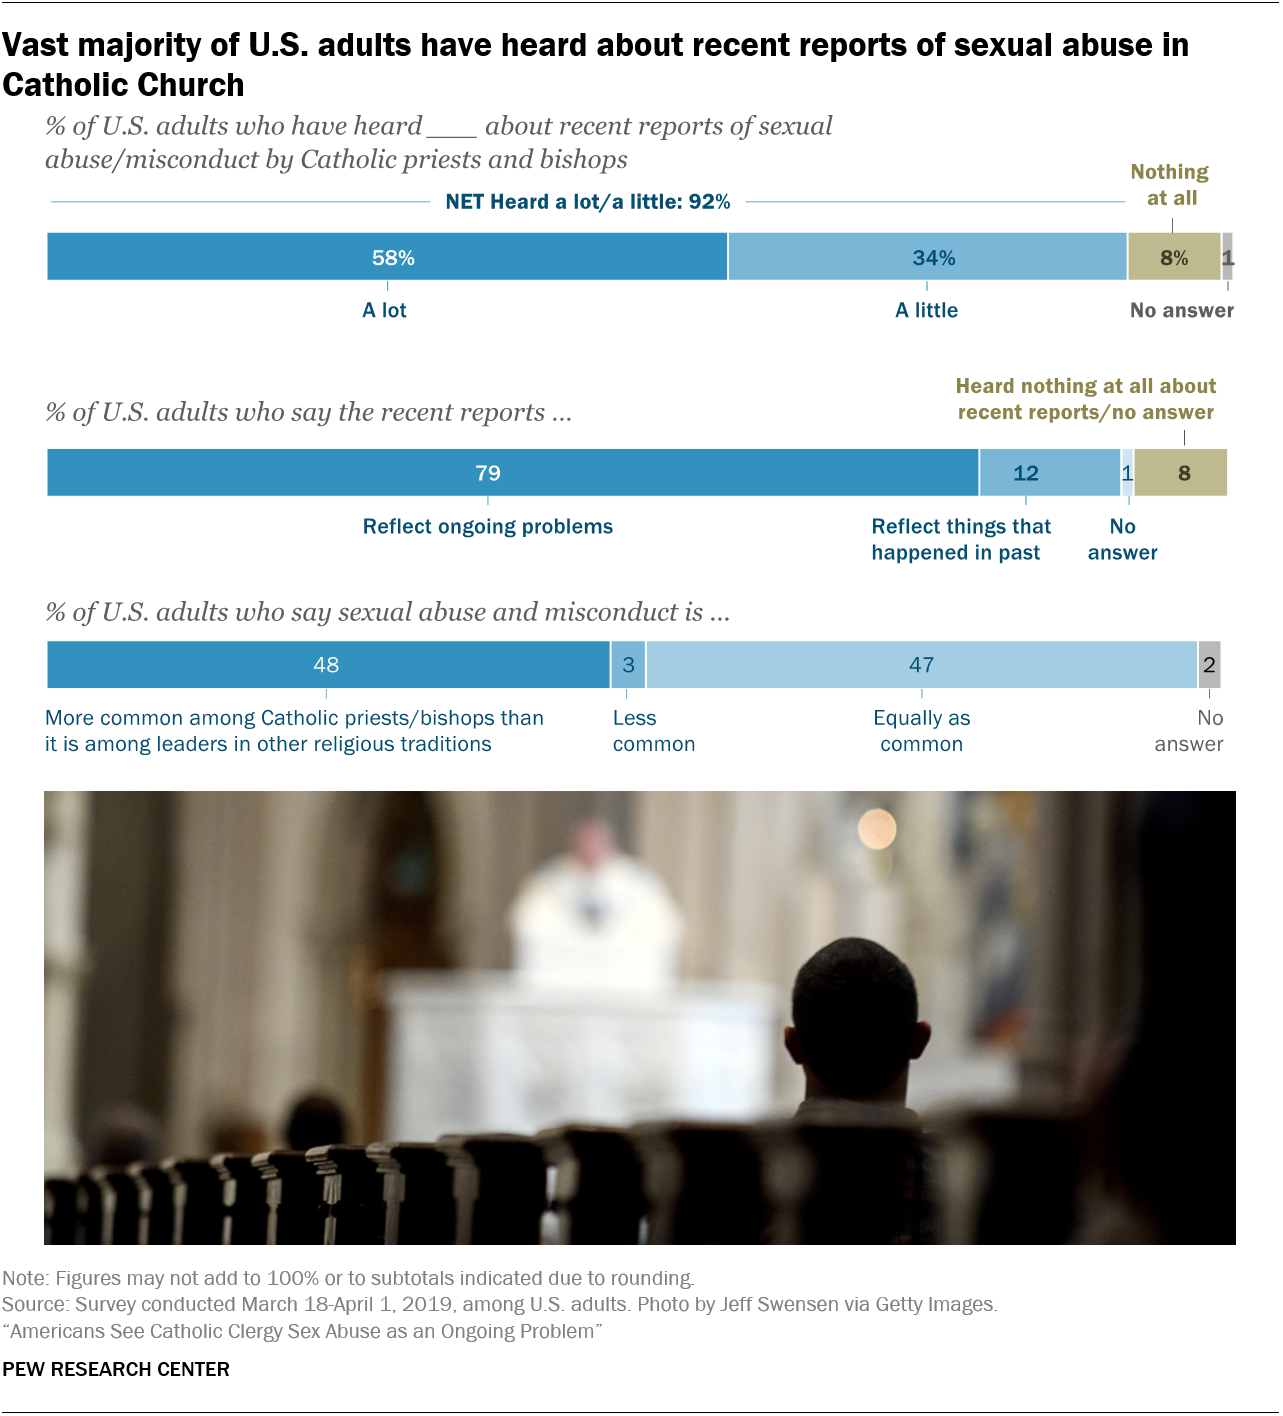 Vast majority of U.S. adults have heard about recent reports of sexual abuse in
Catholic Church
% of U.S. adults who have heard ___ about recent reports of sexual
abuse/misconduct by Catholic priests and bishops
Nothing
at all
NET Heard a lot/a little: 92%
58% 34% 8% 1
A lot A little No answer
Heard nothing at all about
recent reports/no answer
% of U.S. adults who say the recent reports ...
79 12 1 8
Reflect ongoing problems Reflect things that No
happened in past answer
% of U.S. adults who say sexual abuse and misconduct is ...
48 3 47 2
More common among Catholic priests/bishops than Less Equally as No
it is among leaders in other religious traditions common common answer
Note: Figures may not add to 100% or to subtotals indicated due to rounding.
Source: Survey conducted March 18-April 1, 2019, among U.S. adults. Photo by Jeff Swensen via Getty Images.
“Americans See Catholic Clergy Sex Abuse as an Ongoing Problem”
PEW RESEARCH CENTER